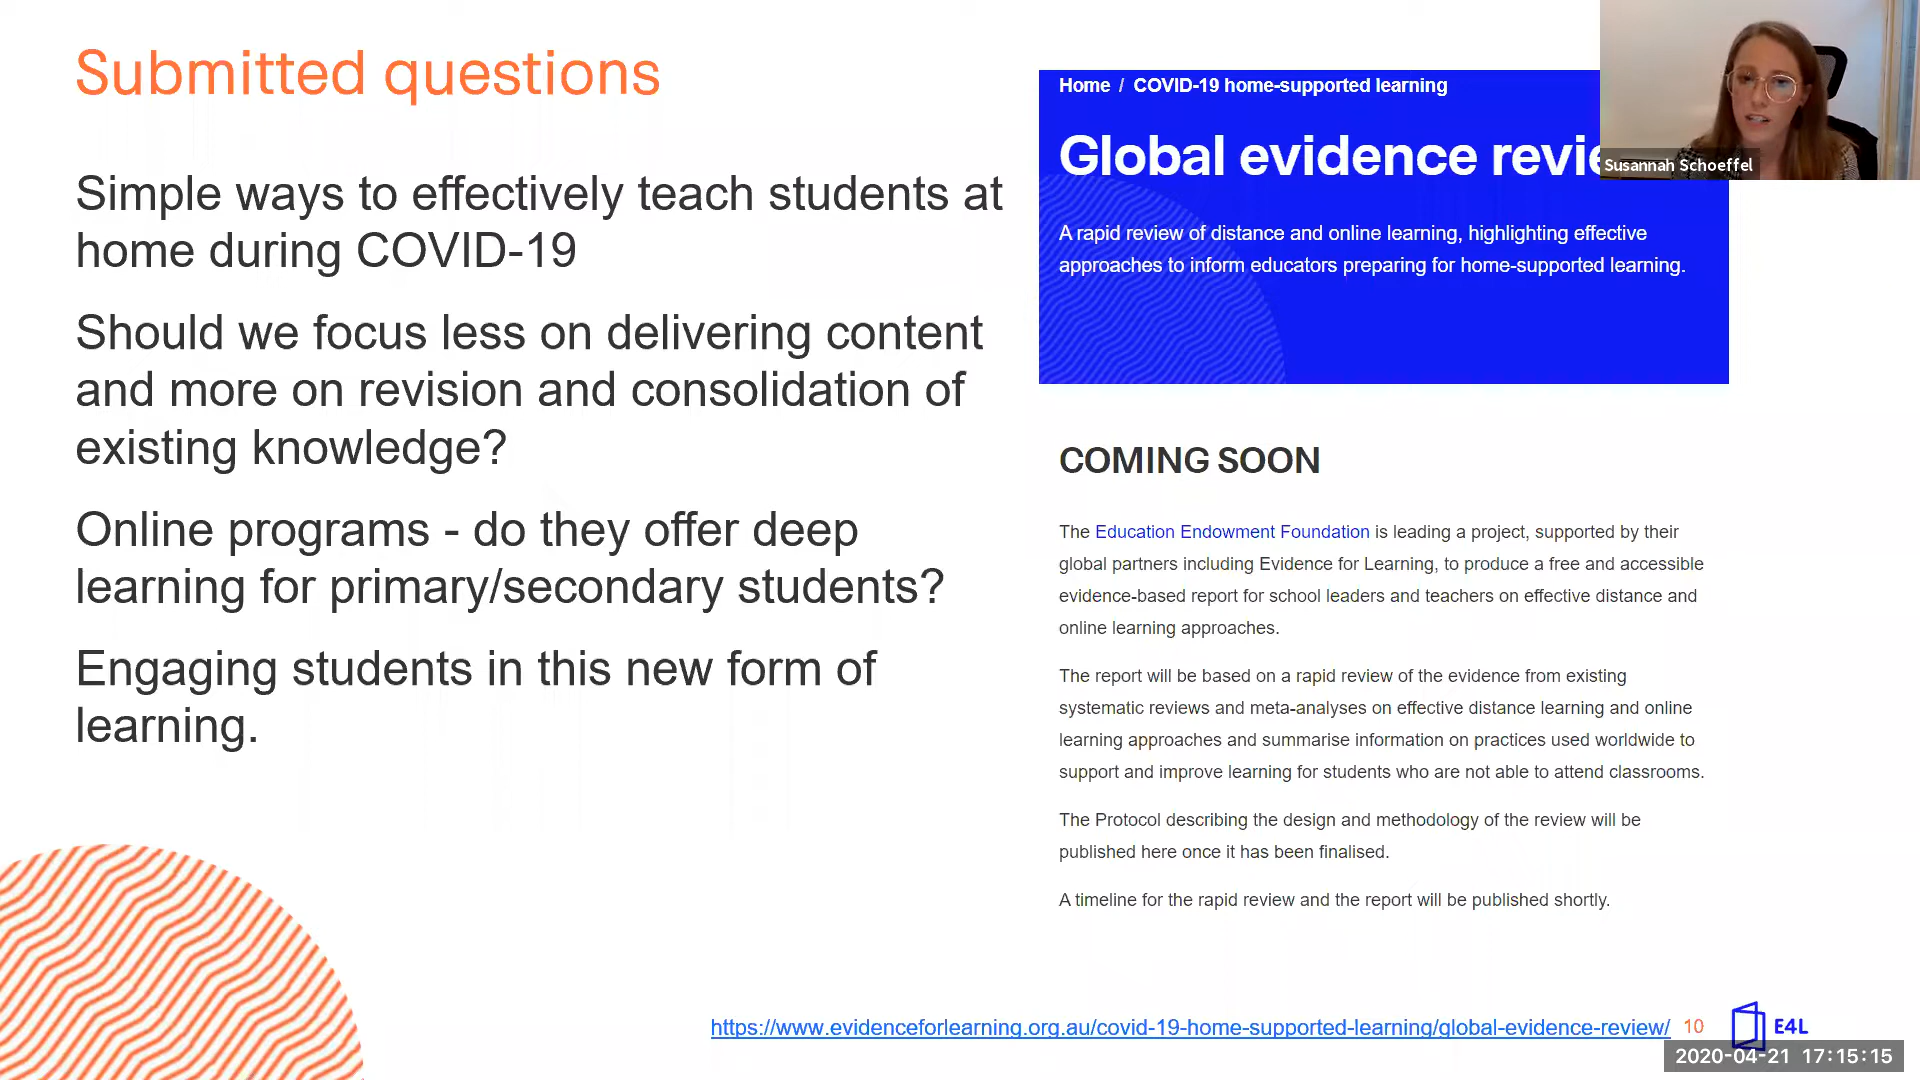 Submitted questions
Simple ways to effectively teach students at
home during COVID-19
Should we focus less on delivering content
and more on revision and consolidation of
existing knowledge?
Online programs - do they offer deep
learning for primary/secondary students?
Engaging students in this new form of
learning.
Home / COVID-19 home-supported learning
Global evidence revie
Susannah Schoeffel
A rapid review of distance and online learning, highlighting effective
approaches to inform educators preparing for home-supported learning.
COMING SOON
The Education Endowment Foundation is leading a project, supported by their
global partners including Evidence for Learning, to produce a free and accessible
evidence-based report for school leaders and teachers on effective distance and
online learning approaches.
The report will be based on a rapid review of the evidence from existing
systematic reviews and meta-analyses on effective distance learning and online
learning approaches and summarise information on practices used worldwide to
support and improve learning for students who are not able to attend classrooms.
The Protocol describing the design and methodology of the review will be
published here once it has been finalised.
A timeline for the rapid review and the report will be published shortly.
https://www.evidenceforlearning.org.au/covid-19-home-supported-learning/global-evidence-review/ 10
E4L
2020-04-21 17:15:15